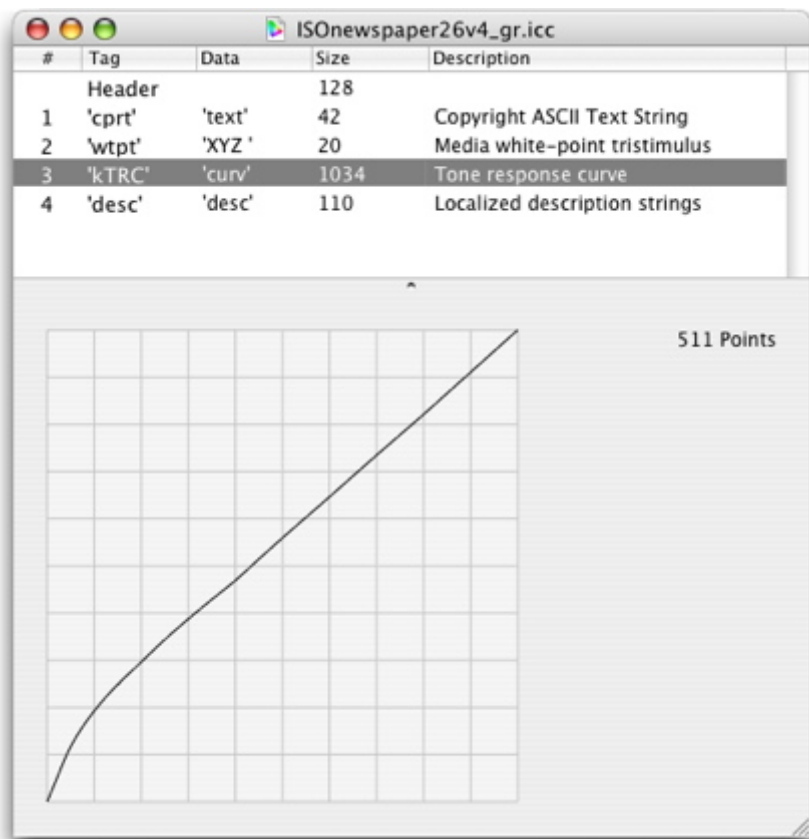 ISOnewspaper26v4_gr.icc
# Tag Data Size Description
Header 128
1 'cprt' 'text' 42 Copyright ASCII Text String
2 'wtpt' 'XYZ ' 20 Media white-point tristimulus
3 'kTRC' 'curv' 1034 Tone response curve
4 'desc' 'desc' 110 Localized description strings
511 Points